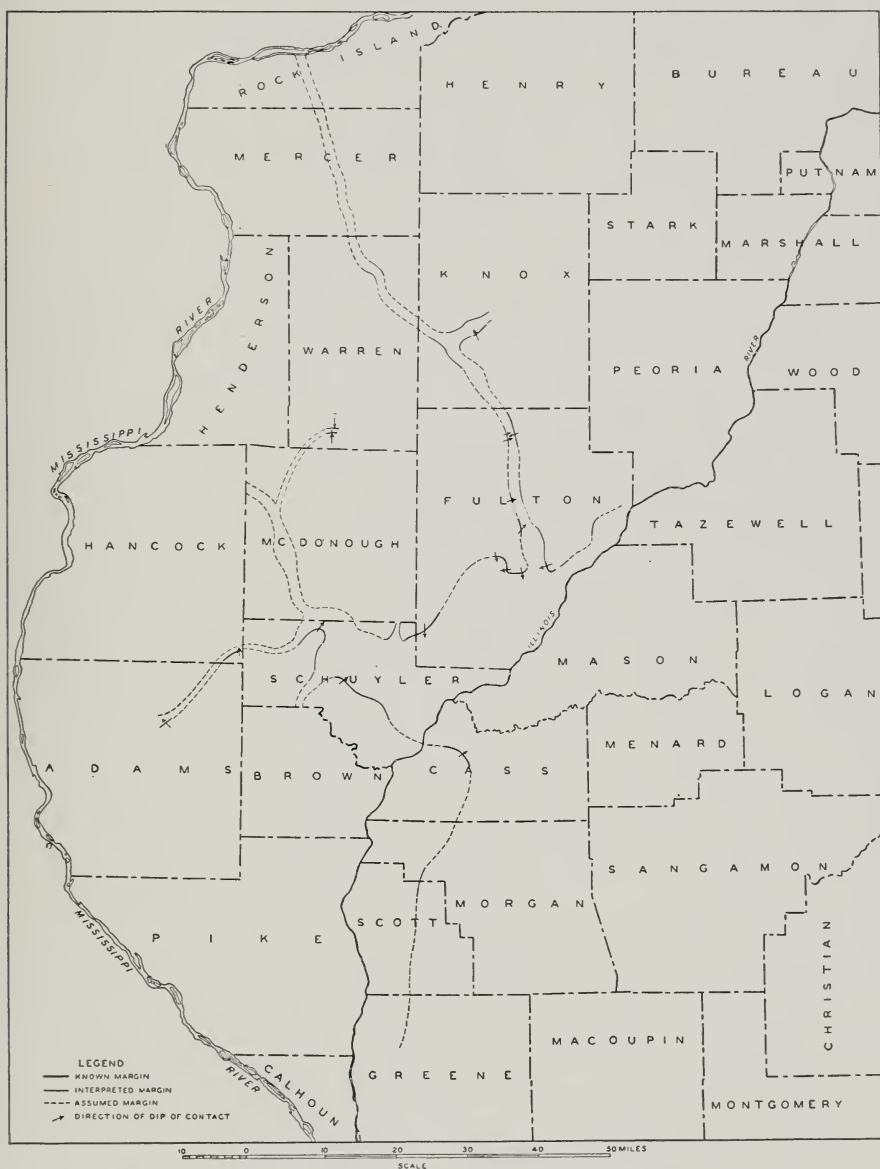 ROCK ISLAND
HENRY
BUREAU
MERCER
PUTNAM
STARK
MARSHALL
KNOX
HENDERSON
RIVER
WARREN
PEORIA
RIVER
WOOD
MISSISSIPPI
FULTON
TAZEWELL
HANCOCK
McDONOUGH
ILLINOIS
MASON
SCHUYLER
LOGAN
MENARD
ADAMS
BROWN
CASS
SANGAMON
MORGAN
SCOTT
PIKE
MISSISSIPPI
CHRISTIAN
MACOUPIN
LEGEND
KNOWN MARGIN
INTERPRETED MARGIN
ASSUMED MARGIN
DIRECTION OF DIP OF CONTACT
RIVER
CALHOUN
GREENE
MONTGOMERY
10 0 10 20 30 40 50 MILES
SCALE